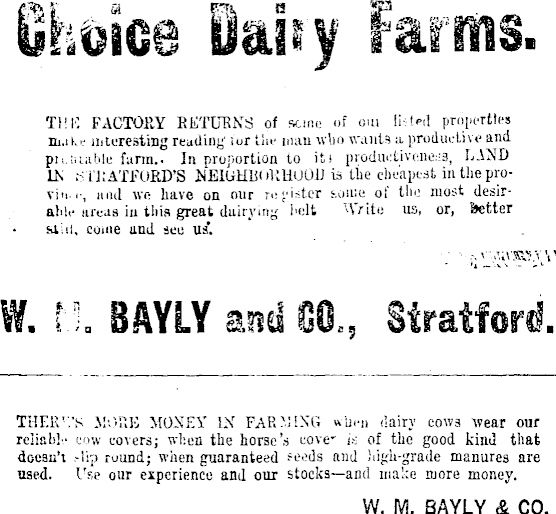 Choice Dairy Farms.
THE FACTORY RETURNS of some of our listed properties
make interesting reading for the man who wants a productive and
profitable farm.. In proportion to its productiveness, LAND
IN STRATFORD'S NEIGHBORHOOD is the cheapest in the pro-
vince, and we have on our register some of the most desir-
able areas in this great dairying belt Write us, or, better
still, come and see us.
W. M. BAYLY and CO., Stratford.
THERE'S MORE MONEY IN FARMING when dairy cows wear our
reliable cow covers; when the horse's cover is of the good kind that
doesn't slip round; when guaranteed seeds and high-grade manures are
used. Use our experience and our stocks—and make more money.
W. M. BAYLY & CO.